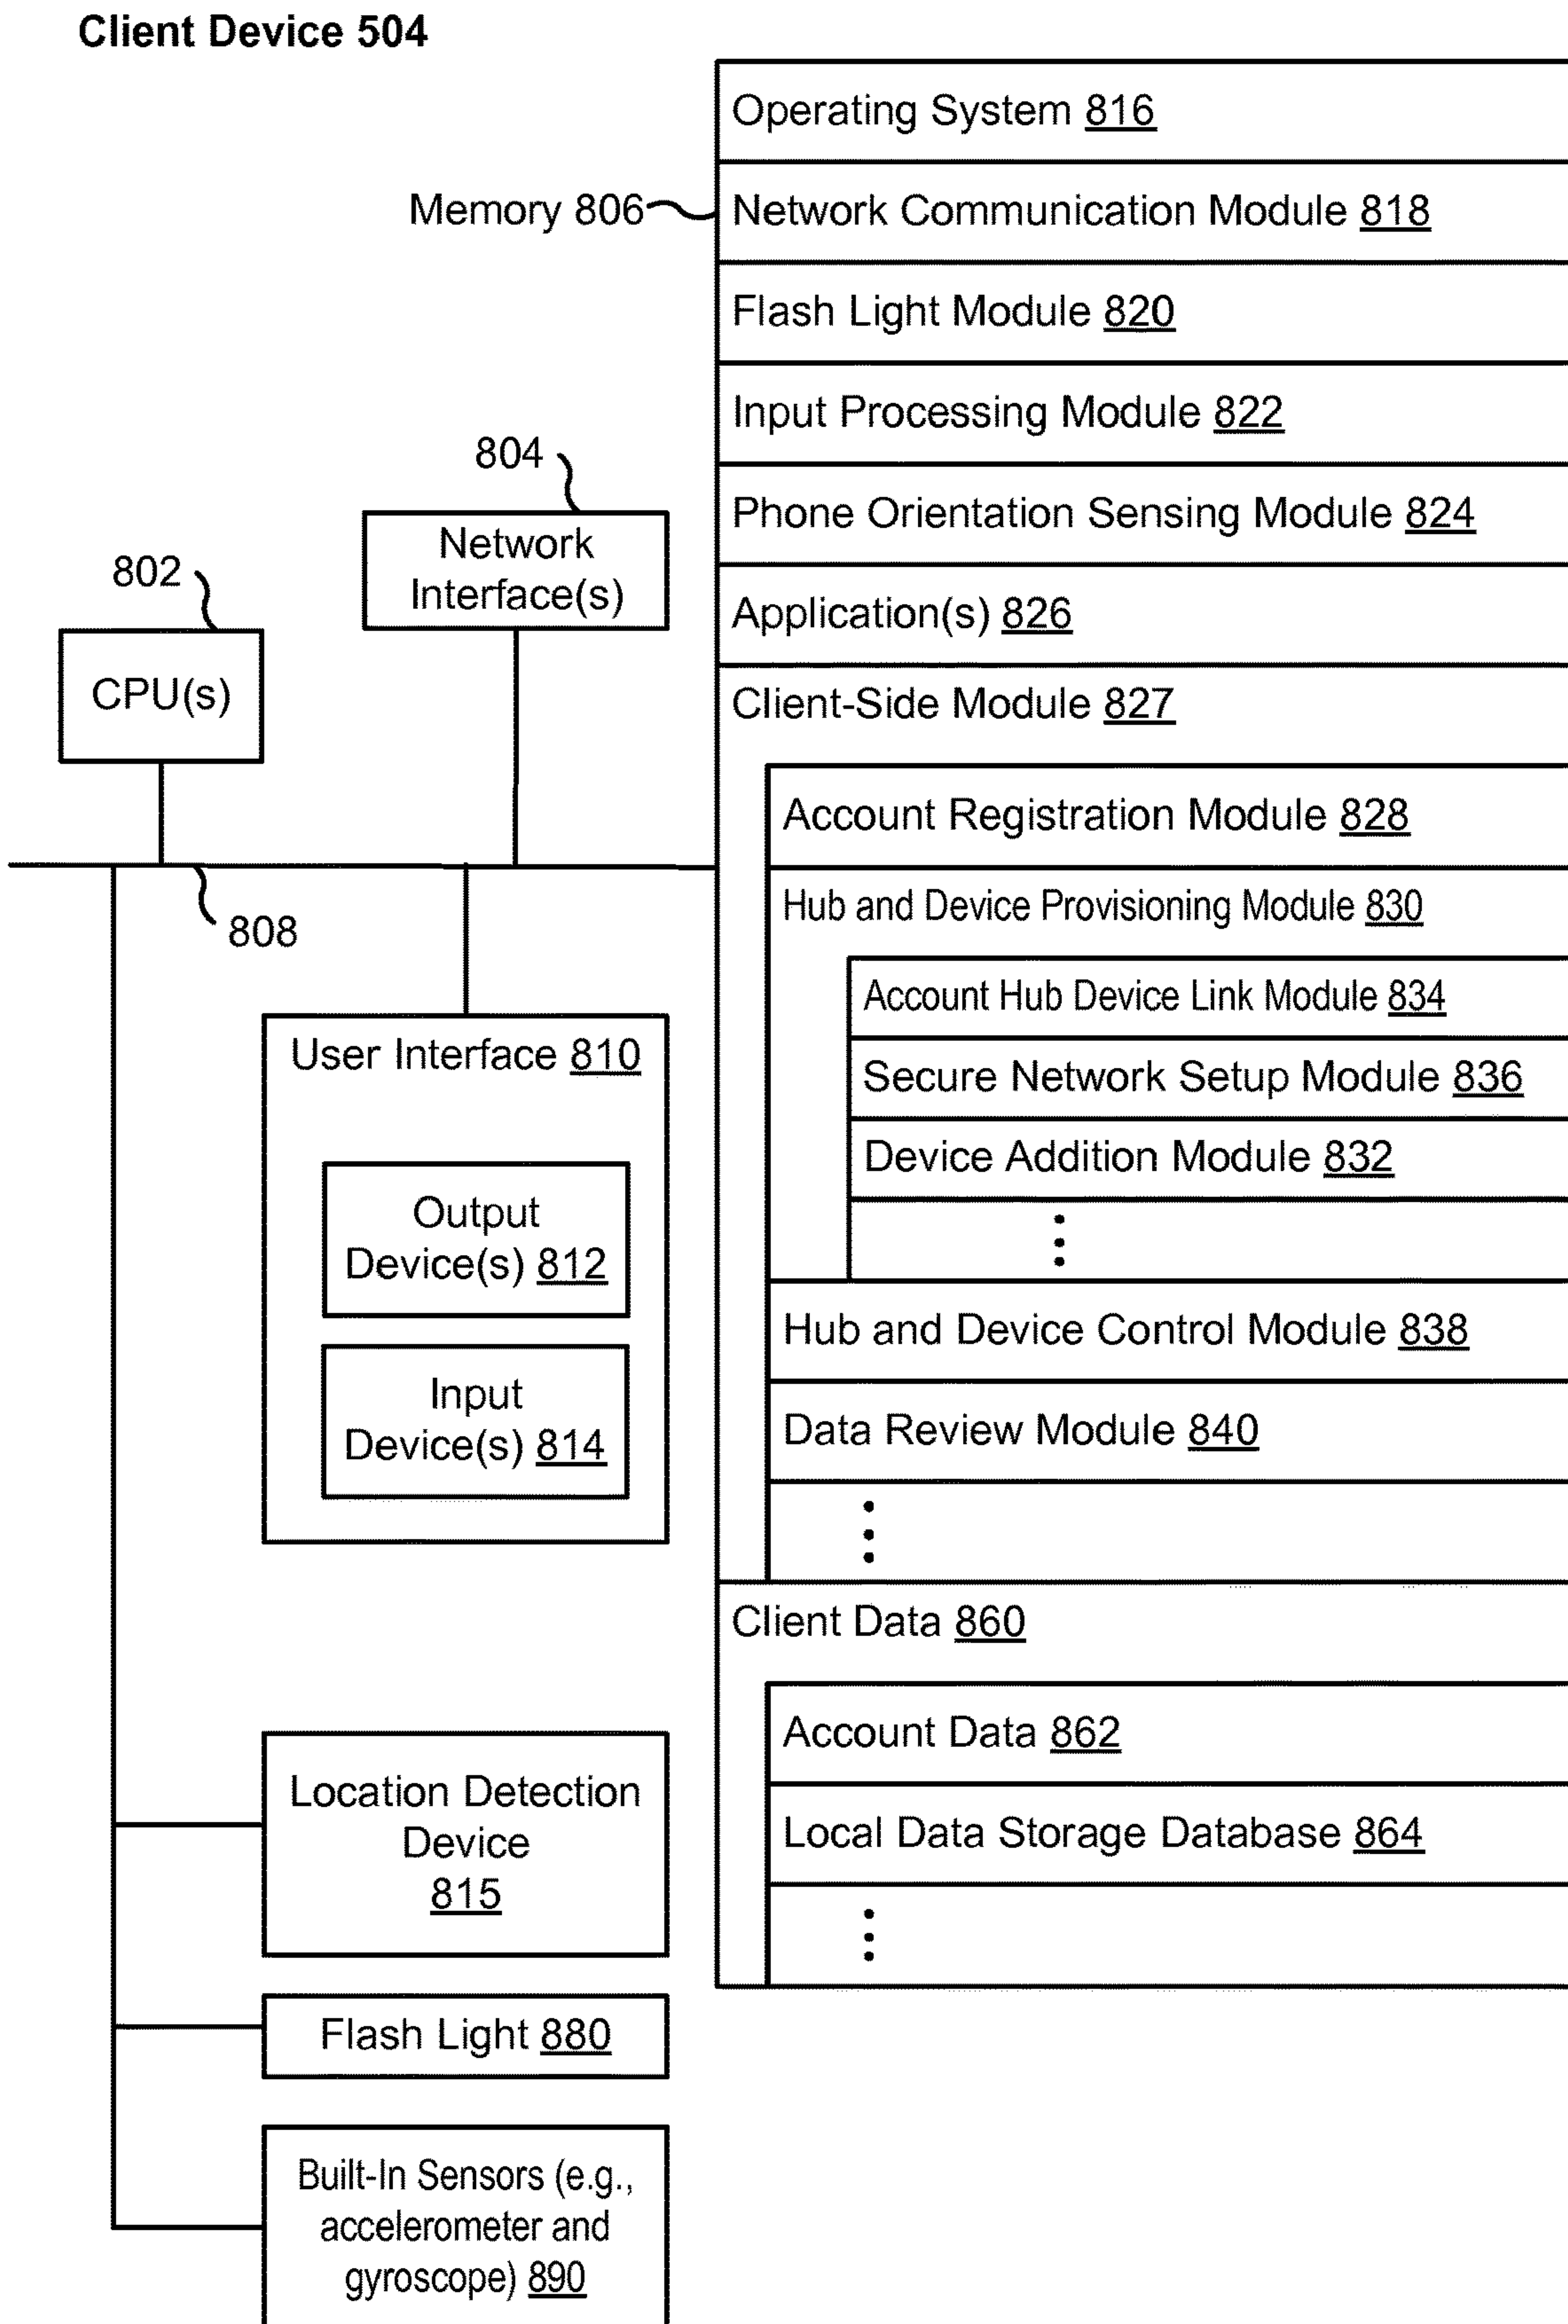 Client Device 504
Operating System 816
Memory 806
Network Communication Module 818
Flash Light Module 820
Input Processing Module 822
804
Network
Interface(s)
Phone Orientation Sensing Module 824
802
CPU(s)
Application(s) 826
Client-Side Module 827
Account Registration Module 828
808
Hub and Device Provisioning Module 830
Account Hub Device Link Module 834
Secure Network Setup Module 836
Device Addition Module 832
User Interface 810
Output
Device(s) 812
Input
Device(s) 814
Hub and Device Control Module 838
Data Review Module 840
Client Data 860
Account Data 862
Local Data Storage Database 864
Location Detection
Device
815
Flash Light 880
Built-In Sensors (e.g.,
accelerometer and
gyroscope) 890